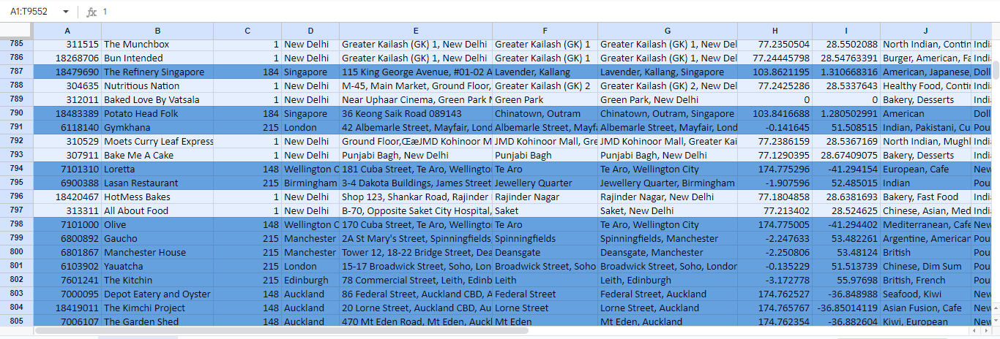 A1:T9552 fx 1
A B C D E F G H I J
785 311515 The Munchbox 1 New Delhi Greater Kailash (GK) 1, New Delhi Greater Kailash (GK) 1 Greater Kailash (GK) 1, New Del 77.2350504 28.5502088 North Indian, Contin Indi
786 18268706 Bun Intended 1 New Delhi Greater Kailash (GK) 1, New Delhi Greater Kailash (GK) 1 Greater Kailash (GK) 1, New Del 77.24445798 28.54763391 Burger, American, Fa Indi
787 18479690 The Refinery Singapore 184 Singapore 115 King George Avenue, #01-02 A Lavender, Kallang Lavender, Kallang, Singapore 103.8621195 1.310668316 American, Japanese, Doll
788 304635 Nutritious Nation 1 New Delhi M-45, Main Market, Ground Floor, Greater Kailash (GK) 2 Greater Kailash (GK) 2, New Del 77.2425286 28.5337643 Healthy Food, Contin Indi
789 312011 Baked Love By Vatsala 1 New Delhi Near Uphaar Cinema, Green Park M Green Park Green Park, New Delhi 0 0 Bakery, Desserts Indi
790 18483389 Potato Head Folk 184 Singapore 36 Keong Saik Road 089143 Chinatown, Outram Chinatown, Outram, Singapore 103.8416688 1.280502991 American Doll
791 6118140 Gymkhana 215 London 42 Albemarle Street, Mayfair, Lond Albemarle Street, Mayfa Albemarle Street, Mayfair, Lond -0.141645 51.508515 Indian, Pakistani, Cu Pou
792 310529 Moets Curry Leaf Express 1 New Delhi Ground Floor,ŒæJMD Kohinoor M JMD Kohinoor Mall, Gre JMD Kohinoor Mall, Greater Kai 77.2386159 28.5367169 North Indian, Mughl Indi
793 307911 Bake Me A Cake 1 New Delhi Punjabi Bagh, New Delhi Punjabi Bagh Punjabi Bagh, New Delhi 77.1290395 28.67409075 Bakery, Desserts Indi
794 7101310 Loretta 148 Wellington C 181 Cuba Street, Te Aro, Wellingto Te Aro Te Aro, Wellington City 174.775296 -41.294154 European, Cafe New
795 6900388 Lasan Restaurant 215 Birmingham 3-4 Dakota Buildings, James Street Jewellery Quarter Jewellery Quarter, Birmingham -1.907596 52.485015 Indian Pou
796 18420467 HotMess Bakes 1 New Delhi Shop 123, Shankar Road, Rajinder Rajinder Nagar Rajinder Nagar, New Delhi 77.1804858 28.6381693 Bakery, Fast Food Indi
797 313311 All About Food 1 New Delhi B-70, Opposite Saket City Hospital, Saket Saket, New Delhi 77.213402 28.524625 Chinese, Asian, Med Indi
798 7101000 Olive 148 Wellington C 170 Cuba Street, Te Aro, Wellingto Te Aro Te Aro, Wellington City 174.775005 -41.294402 Mediterranean, Cafe New
799 6800892 Gaucho 215 Manchester 2A St Mary's Street, Spinningfields, Spinningfields Spinningfields, Manchester -2.247633 53.482261 Argentine, American Pou
800 6801867 Manchester House 215 Manchester Tower 12, 18-22 Bridge Street, Dea Deansgate Deansgate, Manchester -2.250806 53.48124 British Pou
801 6103902 Yauatcha 215 London 15-17 Broadwick Street, Soho, Lon Broadwick Street, Soho Broadwick Street, Soho, London -0.135229 51.513739 Chinese, Dim Sum Pou
802 7601241 The Kitchin 215 Edinburgh 78 Commercial Street, Leith, Edinb Leith Leith, Edinburgh -3.172778 55.97698 British, French Pou
803 7000095 Depot Eatery and Oyster 148 Auckland 86 Federal Street, Auckland CBD, A Federal Street Federal Street, Auckland 174.762527 -36.848988 Seafood, Kiwi New
804 18419011 The Kimchi Project 148 Auckland 20 Lorne Street, Auckland CBD, Au Lorne Street Lorne Street, Auckland 174.765767 -36.85014119 Asian Fusion, Cafe New
805 7006107 The Garden Shed 148 Auckland 470 Mt Eden Road, Mt Eden, Auckl Mt Eden Mt Eden, Auckland 174.762354 -36.882604 Kiwi, European New